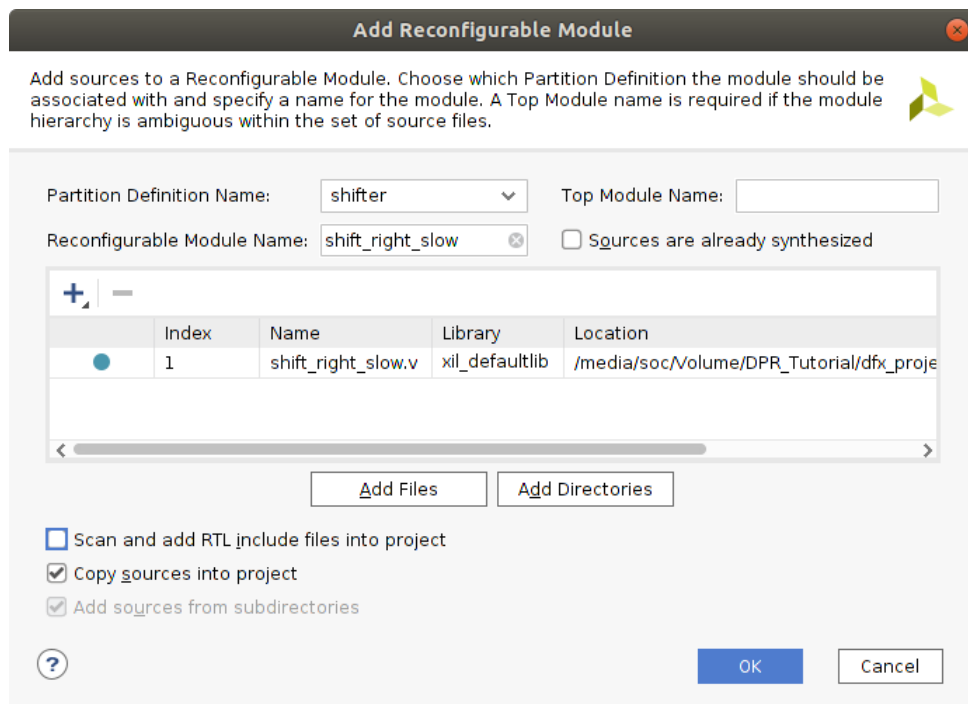 Add Reconfigurable Module
Add sources to a Reconfigurable Module. Choose which Partition Definition the module should be
associated with and specify a name for the module. A Top Module name is required if the module
hierarchy is ambiguous within the set of source files.
Partition Definition Name: shifter Top Module Name:
Reconfigurable Module Name: shift_right_slow Sources are already synthesized
Index Name Library Location
1 shift_right_slow.v xil_defaultlib /media/soc/Volume/DPR_Tutorial/dfx_proje
Add Files Add Directories
Scan and add RTL include files into project
Copy sources into project
Add sources from subdirectories
? OK Cancel